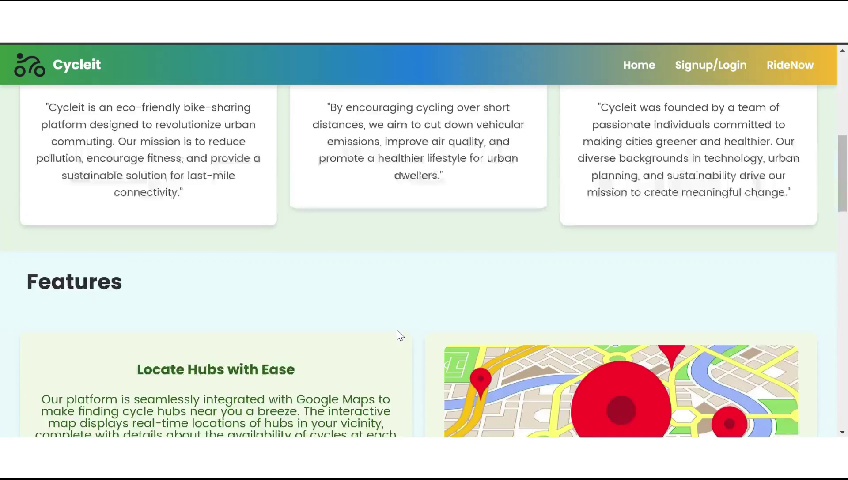 Cycleit
Home Signup/Login RideNow
"Cycleit is an eco-friendly bike-sharing
platform designed to revolutionize urban
commuting. Our mission is to reduce
pollution, encourage fitness, and provide a
sustainable solution for last-mile
connectivity."
"By encouraging cycling over short
distances, we aim to cut down vehicular
emissions, improve air quality, and
promote a healthier lifestyle for urban
dwellers."
"Cycleit was founded by a team of
passionate individuals committed to
making cities greener and healthier. Our
diverse backgrounds in technology, urban
planning, and sustainability drive our
mission to create meaningful change."
Features
Locate Hubs with Ease
Our platform is seamlessly integrated with Google Maps to
make finding cycle hubs near you a breeze. The interactive
map displays real-time locations of hubs in your vicinity,
complete with details about the availability of cycles at each